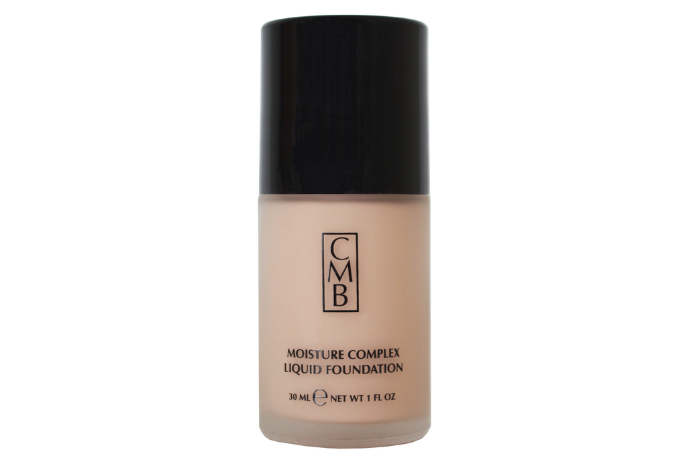 C
M
B
MOISTURE COMPLEX
LIQUID FOUNDATION
30 ML ℮ NET WT 1 FL OZ